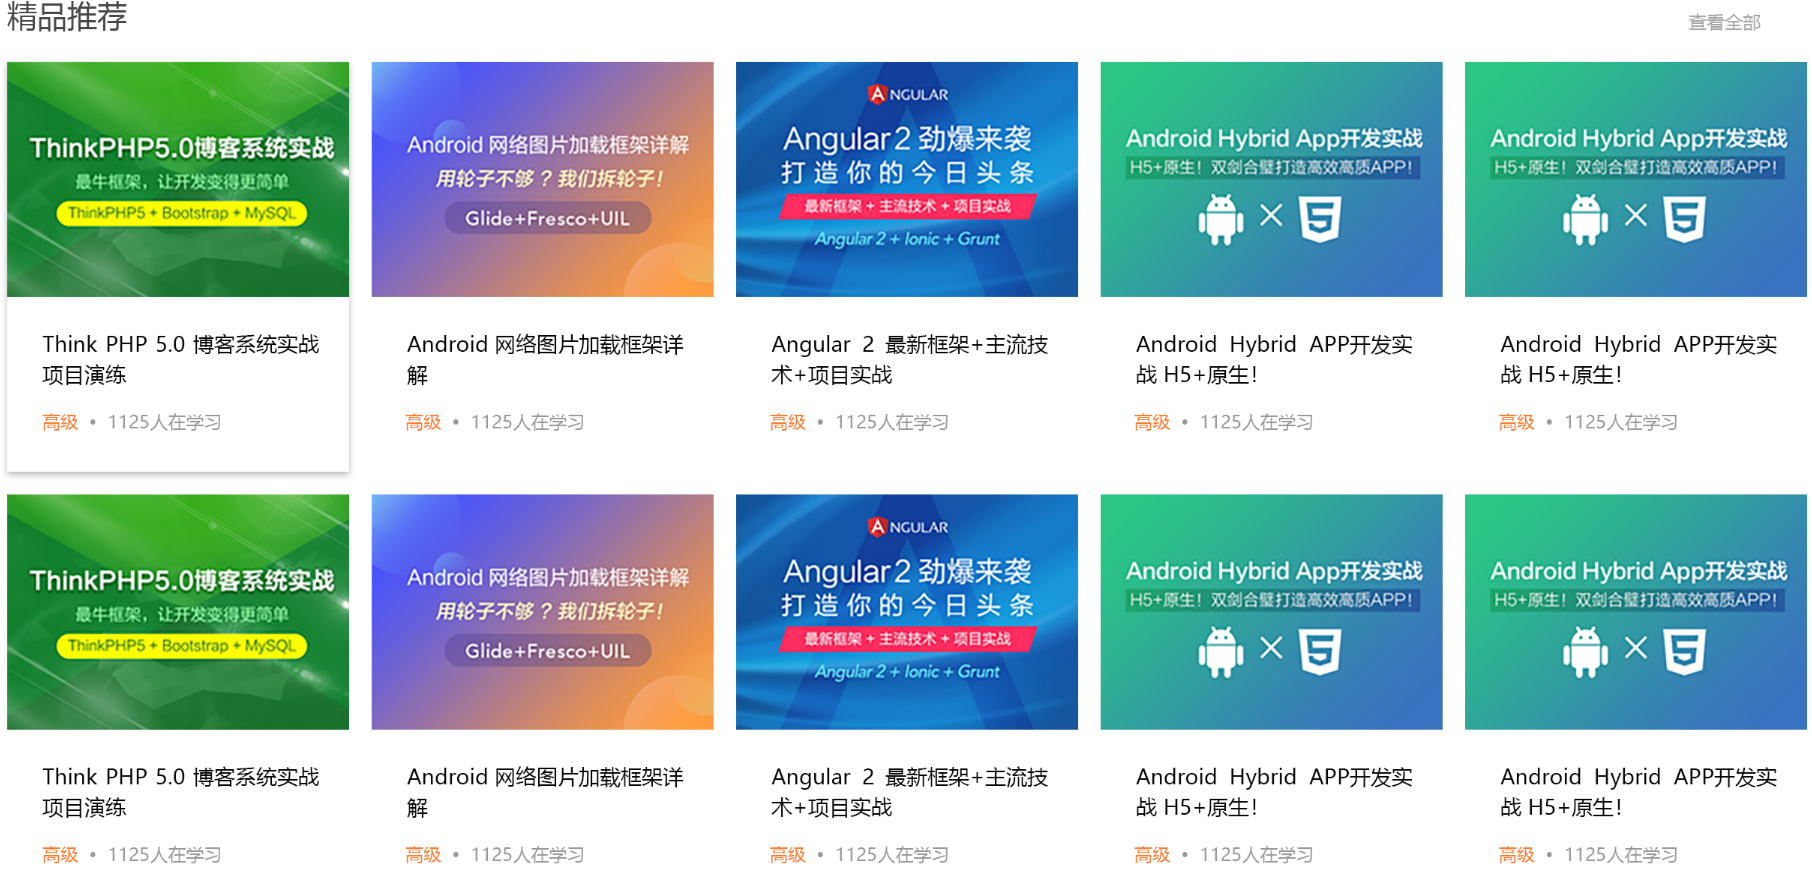 精品推荐
查看全部
ThinkPHP5.0博客系统实战
最牛框架，让开发变得更简单
ThinkPHP5 + Bootstrap + MySQL
Think PHP 5.0 博客系统实战
项目演练
高级 • 1125人在学习
Android 网络图片加载框架详解
用轮子不够？我们拆轮子！
Glide+Fresco+UIL
Android 网络图片加载框架详
解
高级 • 1125人在学习
ANGULAR
Angular 2 劲爆来袭
打造你的今日头条
最新框架 + 主流技术 + 项目实战
Angular 2 + Ionic + Grunt
Angular 2 最新框架+主流技
术+项目实战
高级 • 1125人在学习
Android Hybrid App开发实战
H5+原生！双剑合璧打造高效高质APP！
Android Hybrid APP开发实
战 H5+原生！
高级 • 1125人在学习
Android Hybrid App开发实战
H5+原生！双剑合璧打造高效高质APP！
Android Hybrid APP开发实
战 H5+原生！
高级 • 1125人在学习
ThinkPHP5.0博客系统实战
最牛框架，让开发变得更简单
ThinkPHP5 + Bootstrap + MySQL
Think PHP 5.0 博客系统实战
项目演练
高级 • 1125人在学习
Android 网络图片加载框架详解
用轮子不够？我们拆轮子！
Glide+Fresco+UIL
Android 网络图片加载框架详
解
高级 • 1125人在学习
ANGULAR
Angular 2 劲爆来袭
打造你的今日头条
最新框架 + 主流技术 + 项目实战
Angular 2 + Ionic + Grunt
Angular 2 最新框架+主流技
术+项目实战
高级 • 1125人在学习
Android Hybrid App开发实战
H5+原生！双剑合璧打造高效高质APP！
Android Hybrid APP开发实
战 H5+原生！
高级 • 1125人在学习
Android Hybrid App开发实战
H5+原生！双剑合璧打造高效高质APP！
Android Hybrid APP开发实
战 H5+原生！
高级 • 1125人在学习